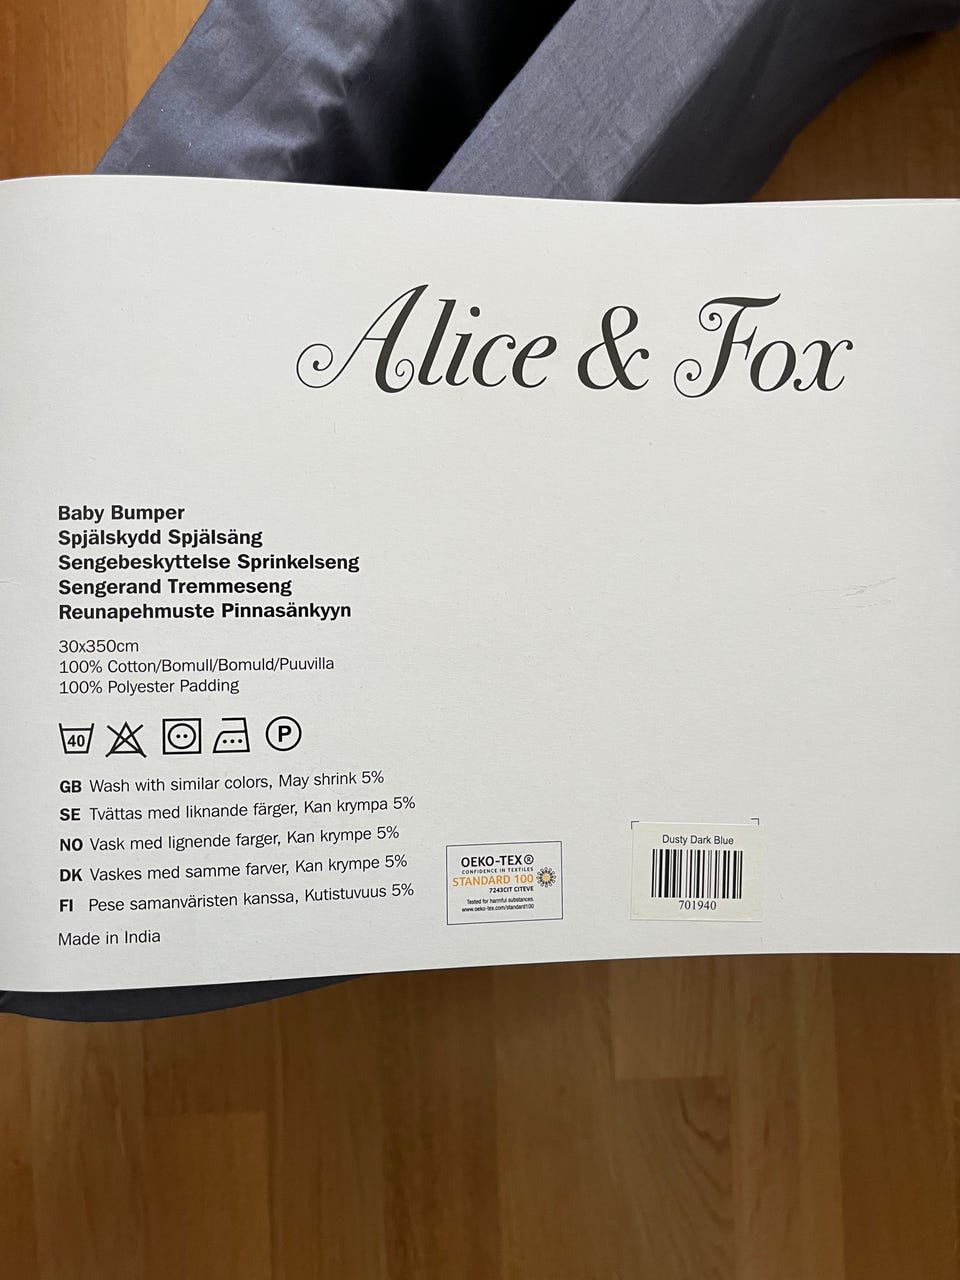 Alice & Fox
Baby Bumper
Spjälskydd Spjälsäng
Sengebeskyttelse Sprinkelseng
Sengerand Tremmeseng
Reunapehmuste Pinnasänkyyn
30x350cm
100% Cotton/Bomull/Bomuld/Puuvilla
100% Polyester Padding
40
P
GB Wash with similar colors, May shrink 5%
SE Tvättas med liknande färger, Kan krympa 5%
NO Vask med lignende farger, Kan krympe 5%
DK Vaskes med samme farver, Kan krympe 5%
FI Pese samanväristen kanssa, Kutistuvuus 5%
Made in India
OEKO-TEX®
CONFIDENCE IN TEXTILES
STANDARD 100
7243CIT CITEVE
Tested for harmful substances.
www.oeko-tex.com/standard100
Dusty Dark Blue
701940